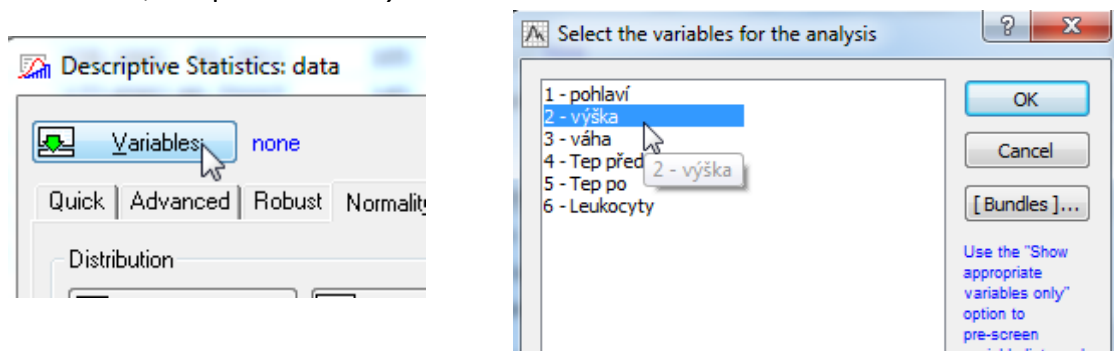 Descriptive Statistics: data
Variables: none
Quick Advanced Robust Normality
Distribution
Select the variables for the analysis
1 - pohlaví
2 - výška
3 - váha
4 - Tep před
2 - výška
5 - Tep po
6 - Leukocyty
OK
Cancel
[ Bundles ]...
Use the "Show
appropriate
variables only"
option to
pre-screen